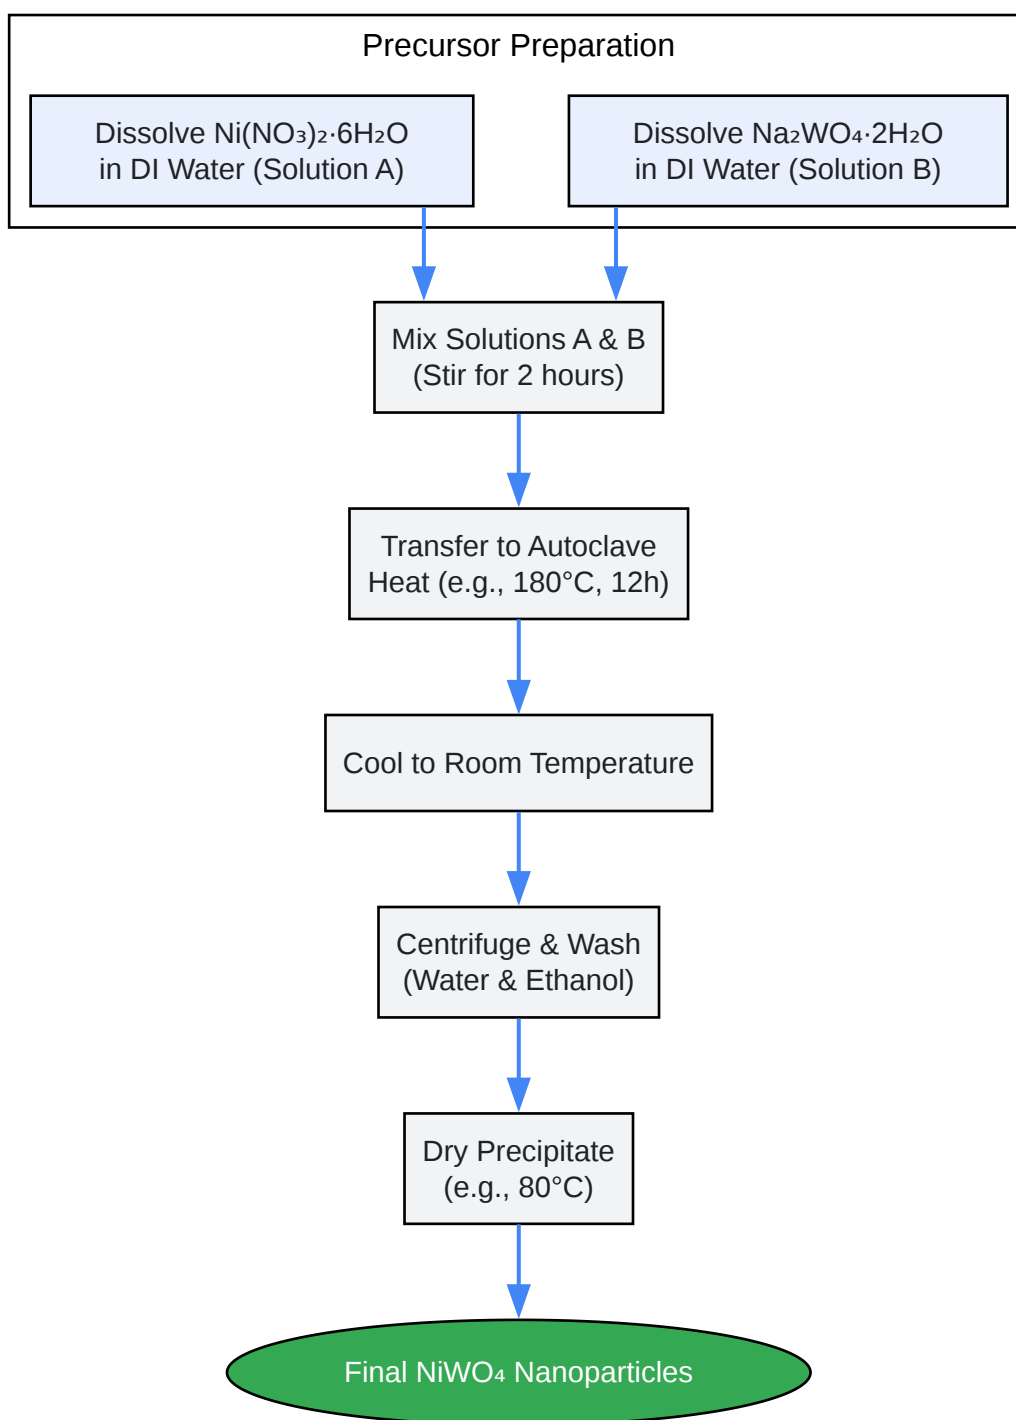 Precursor Preparation
Dissolve Ni(NO₃)₂·6H₂O
in DI Water (Solution A)
Dissolve Na₂WO₄·2H₂O
in DI Water (Solution B)
Mix Solutions A & B
(Stir for 2 hours)
Transfer to Autoclave
Heat (e.g., 180°C, 12h)
Cool to Room Temperature
Centrifuge & Wash
(Water & Ethanol)
Dry Precipitate
(e.g., 80°C)
Final NiWO₄ Nanoparticles